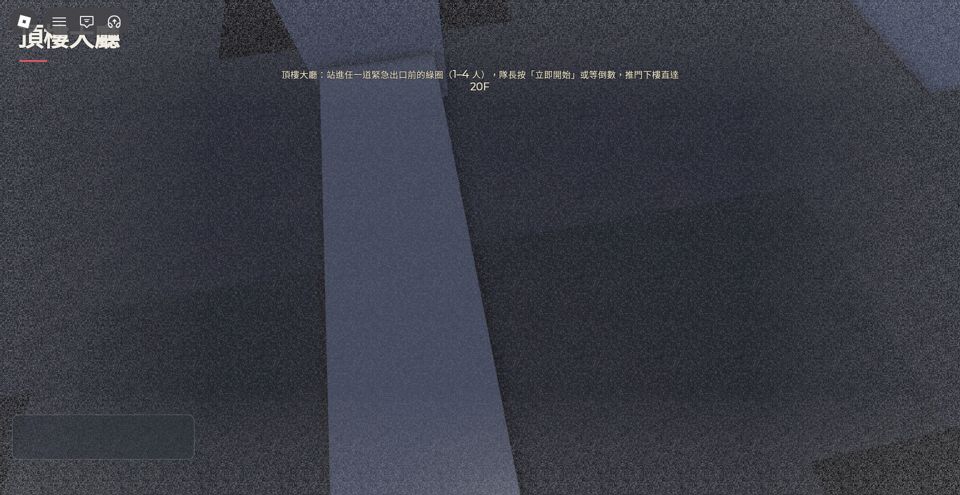 頂樓大廳
頂樓大廳：站進任一道緊急出口前的綠圈（1–4 人），隊長按「立即開始」或等倒數，推門下樓直達
20F